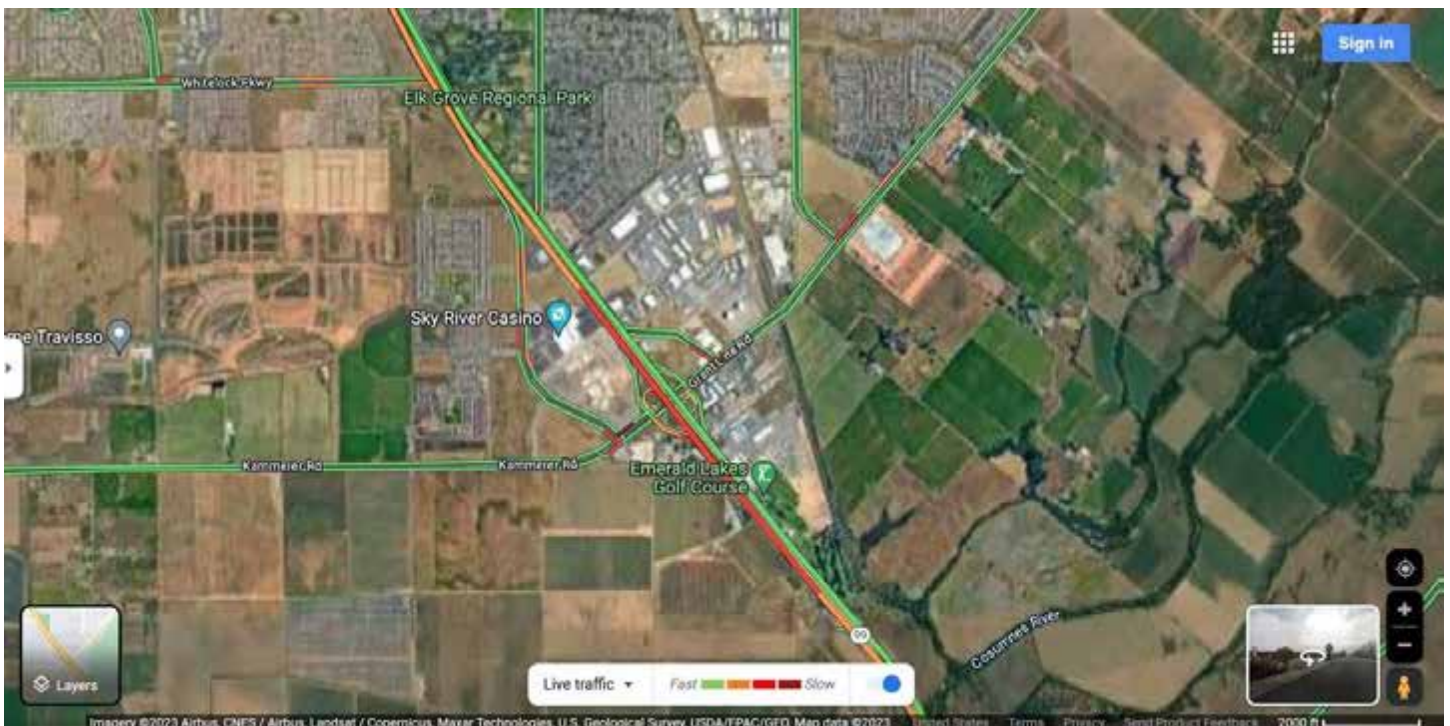 Sign in
Whitelock Pkwy
Elk Grove Regional Park
Sky River Casino
me Travisso
Grant Line Rd
Kammerer Rd
Kammerer Rd
Emerald Lakes
Golf Course
99
Cosumnes River
Layers
Live traffic
Fast
Slow
Imagery ©2023 Airbus, CNES / Airbus, Landsat / Copernicus, Maxar Technologies, U.S. Geological Survey, USDA/FPAC/GEO, Map data ©2023 United States Terms Privacy Send Product Feedback 2000 ft